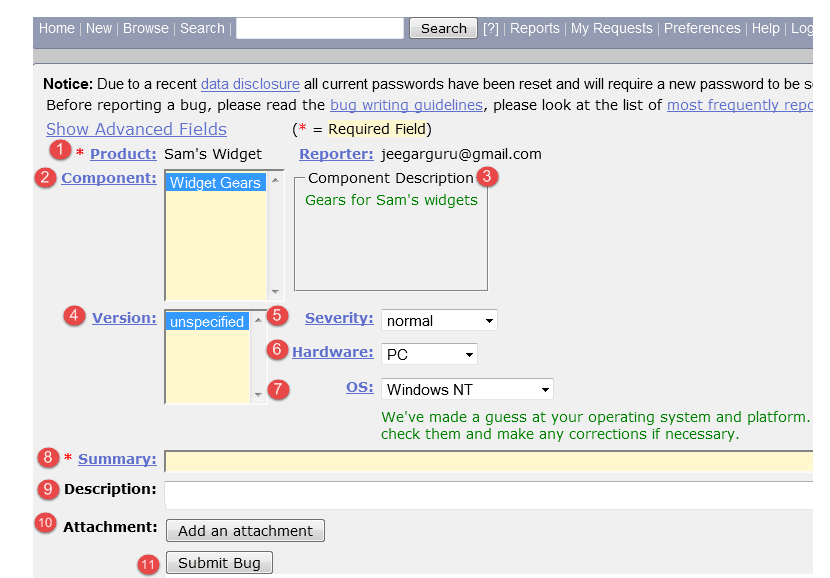 Home | New | Browse | Search | Search [?] | Reports | My Requests | Preferences | Help | Log
Notice: Due to a recent data disclosure all current passwords have been reset and will require a new password to be s
Before reporting a bug, please read the bug writing guidelines, please look at the list of most frequently repo
Show Advanced Fields (* = Required Field)
1 * Product: Sam's Widget Reporter: jeegarguru@gmail.com
2 Component: Widget Gears Component Description 3
Gears for Sam's widgets
4 Version: unspecified 5 Severity: normal
6 Hardware: PC
7 OS: Windows NT
We've made a guess at your operating system and platform.
check them and make any corrections if necessary.
8 * Summary:
9 Description:
10 Attachment: Add an attachment
11 Submit Bug